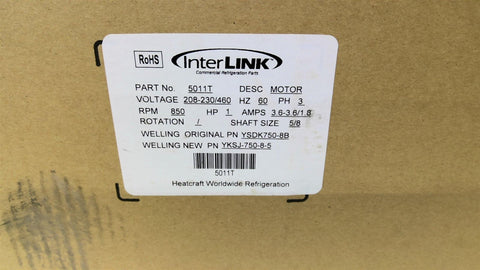 RoHS InterLINK
Commercial Refrigeration Parts
PART No. 5011T DESC MOTOR
VOLTAGE 208-230/460 HZ 60 PH 3
RPM 850 HP 1 AMPS 3.6-3.6/1.8
ROTATION / SHAFT SIZE 5/8
WELLING ORIGINAL PN YSDK750-8B
WELLING NEW PN YKSJ-750-8-5
5011T
Heatcraft Worldwide Refrigeration